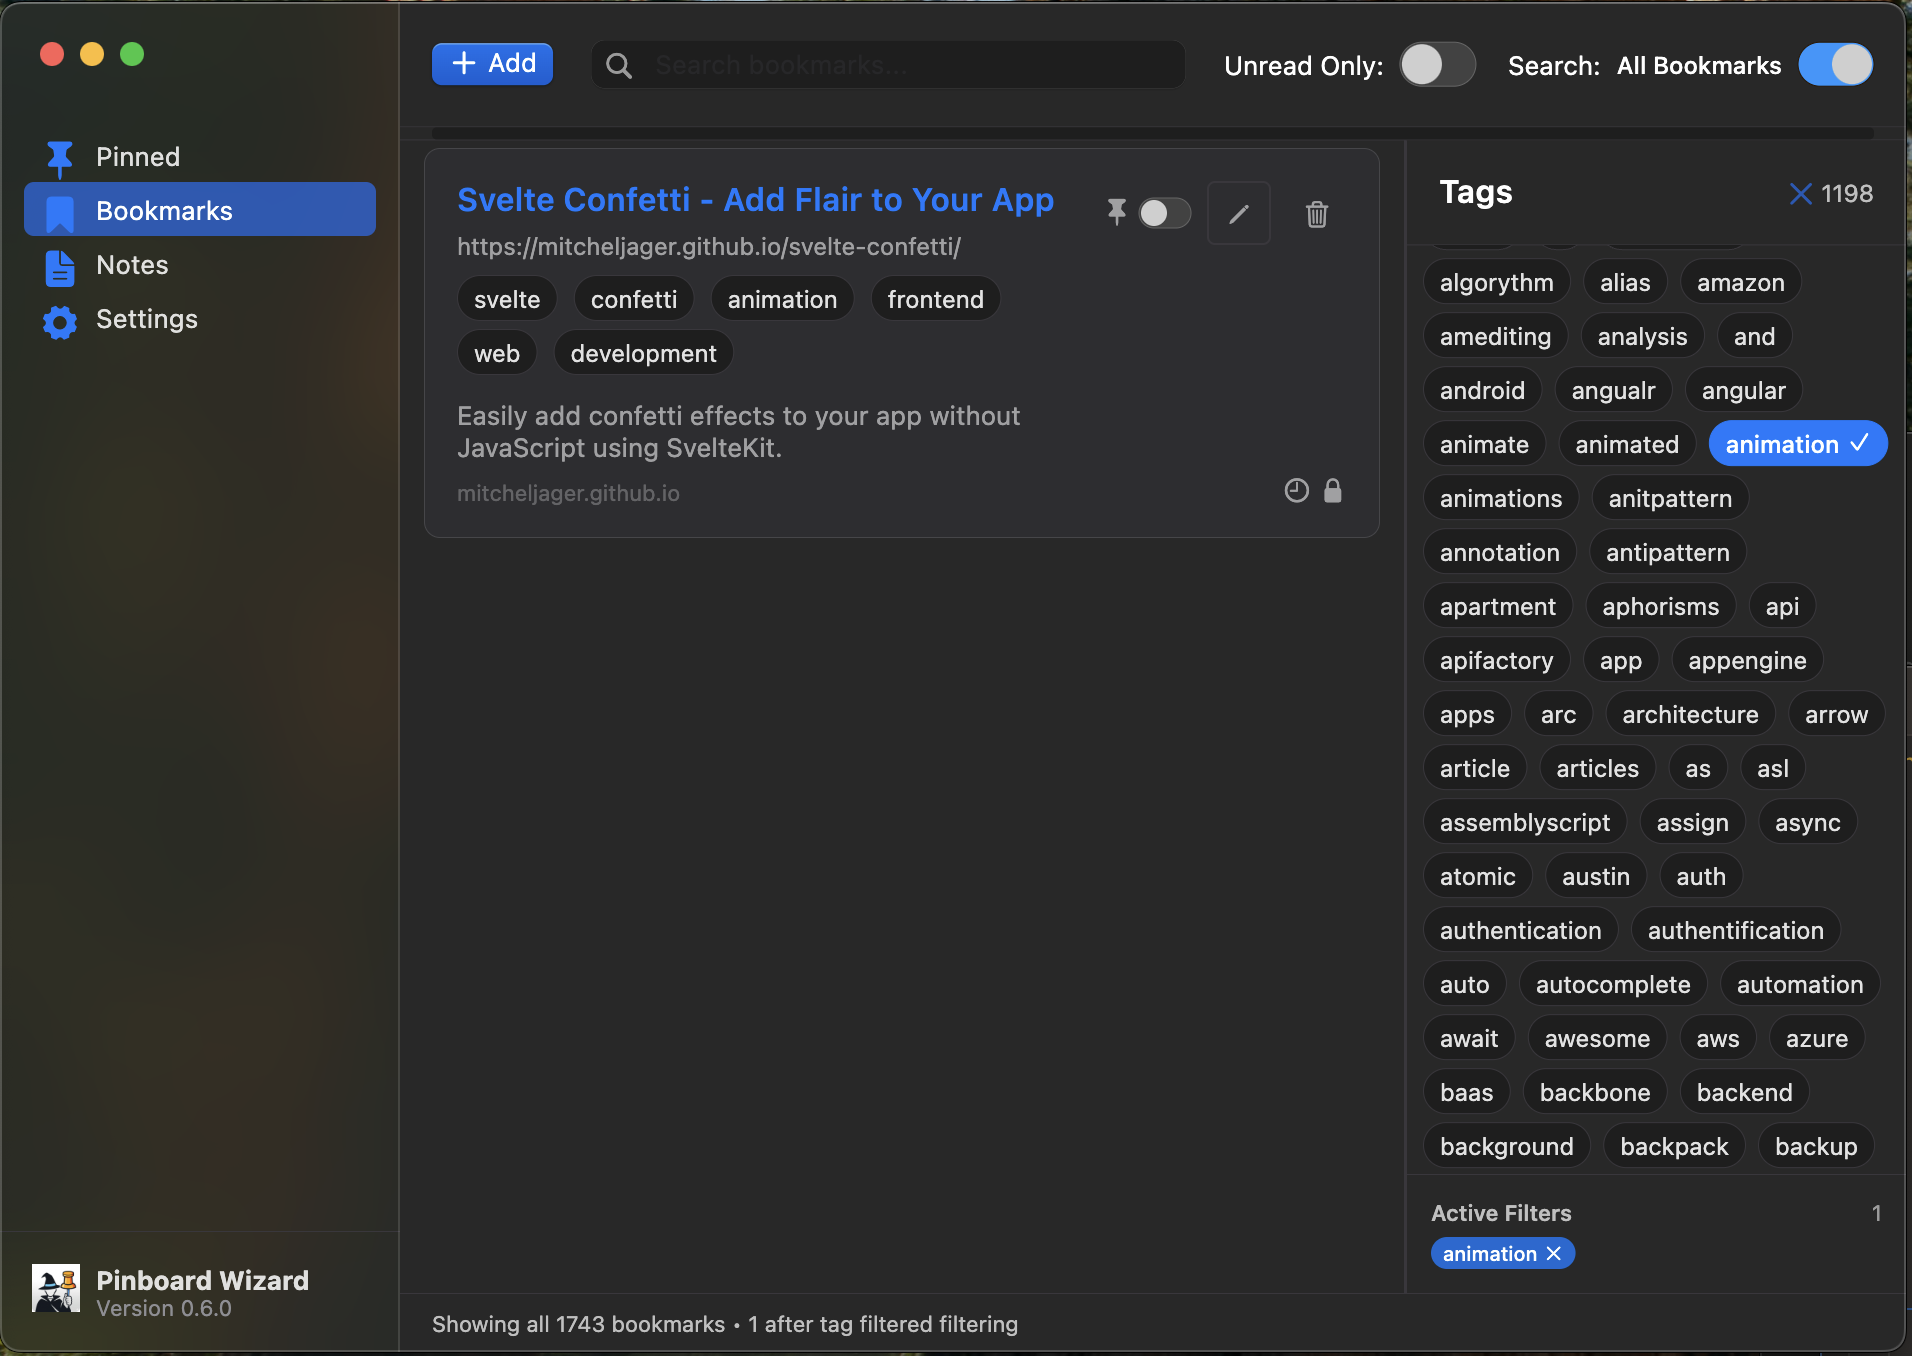 + Add
Search bookmarks...
Unread Only:
Search: All Bookmarks
Pinned
Bookmarks
Notes
Settings
Svelte Confetti - Add Flair to Your App
https://mitcheljager.github.io/svelte-confetti/
svelte confetti animation frontend
web development
Easily add confetti effects to your app without
JavaScript using SvelteKit.
mitcheljager.github.io
Tags
1198
algorythm alias amazon
amediting analysis and
android angualr angular
animate animated animation ✓
animations anitpattern
annotation antipattern
apartment aphorisms api
apifactory app appengine
apps arc architecture arrow
article articles as asl
assemblyscript assign async
atomic austin auth
authentication authentification
auto autocomplete automation
await awesome aws azure
baas backbone backend
background backpack backup
Active Filters 1
animation
Pinboard Wizard
Version 0.6.0
Showing all 1743 bookmarks • 1 after tag filtered filtering